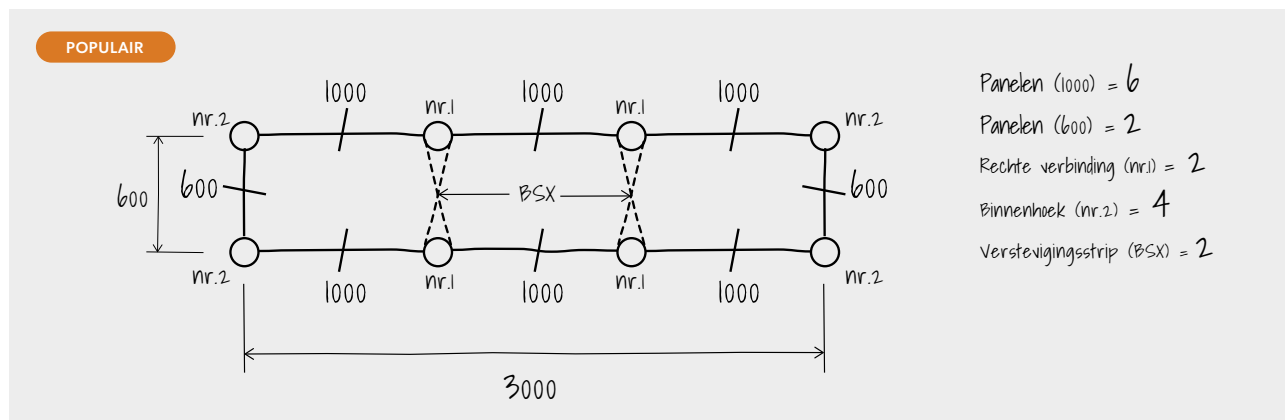 POPULAIR
1000 1000 1000
nr.2 nr.1 nr.1 nr.2
600 600 BSX 600
nr.2 nr.1 nr.1 nr.2
1000 1000 1000
3000
Panelen (1000) = 6
Panelen (600) = 2
Rechte verbinding (nr.1) = 2
Binnenhoek (nr.2) = 4
Verstevigingsstrip (BSX) = 2